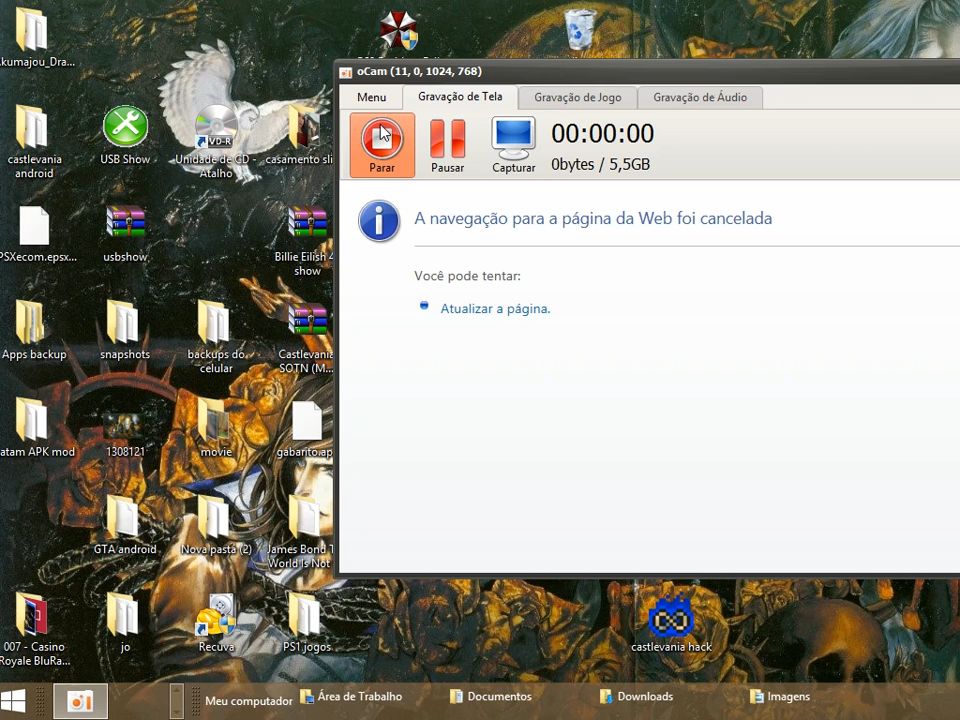 kumajou_Dra...
oCam (11, 0, 1024, 768)
Menu
Gravação de Tela
Gravação de Jogo
Gravação de Áudio
Parar
Pausar
Capturar
00:00:00
0bytes / 5,5GB
A navegação para a página da Web foi cancelada
Você pode tentar:
Atualizar a página.
castlevania
android
USB Show
VD-R
Unidade de CD -
Atalho
casamento sli
PSXecom.epsx...
usbshow
Billie Eilish 4
show
Apps backup
snapshots
backups do
celular
Castlevania
SOTN (M...
atam APK mod
1308121
movie
gabarito.ap
GTA android
Nova pasta (2)
James Bond T
World Is Not
007 - Casino
Royale BluRa...
jo
Recuva
PS1 jogos
castlevania hack
Meu computador
Área de Trabalho
Documentos
Downloads
Imagens